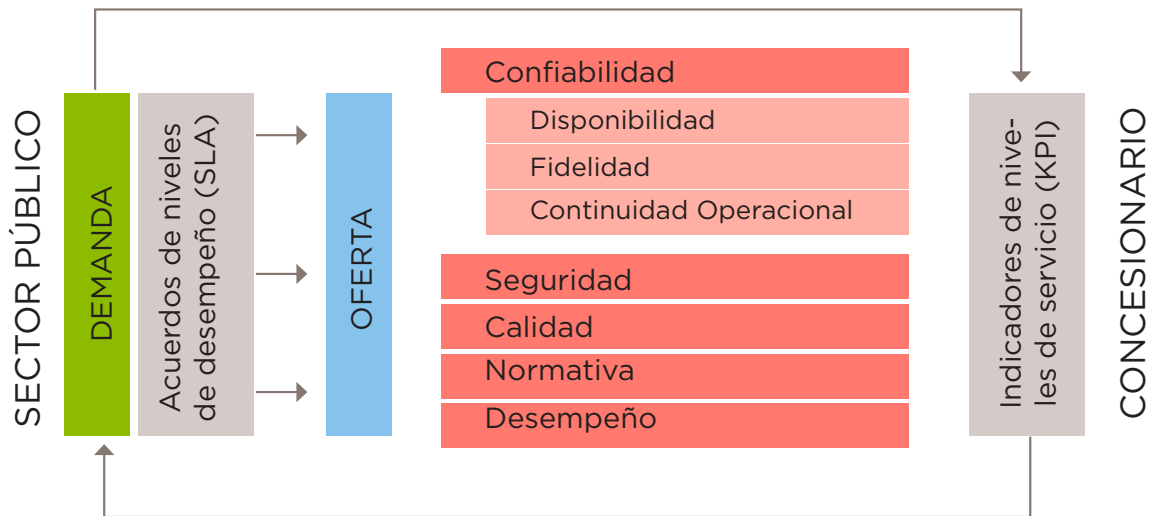 SECTOR PÚBLICO
DEMANDA
Acuerdos de niveles
de desempeño (SLA)
OFERTA
Confiabilidad
Disponibilidad
Fidelidad
Continuidad Operacional
Seguridad
Calidad
Normativa
Desempeño
Indicadores de nive-
les de servicio (KPI)
CONCESIONARIO